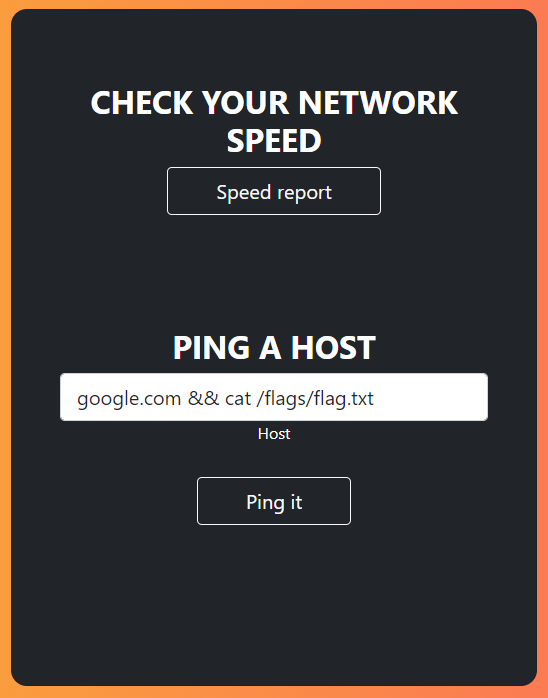 CHECK YOUR NETWORK
SPEED
Speed report
PING A HOST
google.com && cat /flags/flag.txt
Host
Ping it